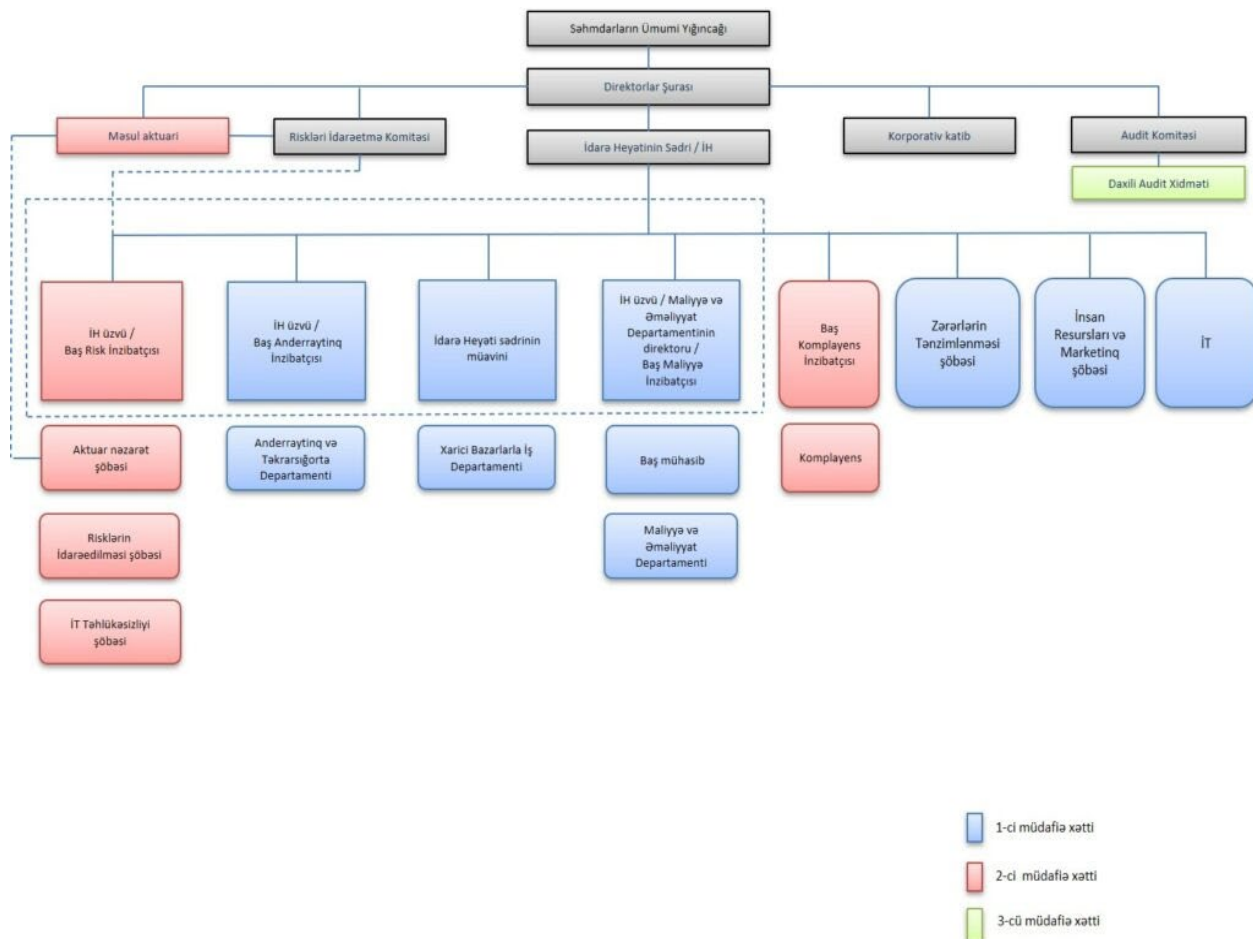 Səhmdarların Ümumi Yığıncağı
Direktorlar Şurası
Məsul aktuari
Riskləri İdarəetmə Komitəsi
Korporativ katib
Audit Komitəsi
İdarə Heyətinin Sədri / İH
Daxili Audit Xidməti
İH üzvü /
Baş Risk İnzibatçısı
İH üzvü /
Baş Anderraytinq
İnzibatçısı
İdarə Heyəti sədrinin
müavini
İH üzvü / Maliyyə və
Əməliyyat
Departamentinin
direktoru /
Baş Maliyyə
İnzibatçısı
Baş
Komplayens
İnzibatçısı
Zərərlərin
Tənzimlənməsi
şöbəsi
İnsan
Resursları və
Marketinq
şöbəsi
İT
Aktuar nəzarət
şöbəsi
Anderraytinq və
Təkrarsığorta
Departamenti
Xarici Bazarlarla İş
Departamenti
Baş mühasib
Komplayens
Risklərin
İdarəedilməsi şöbəsi
Maliyyə və
Əməliyyat
Departamenti
İT Təhlükəsizliyi
şöbəsi
1-ci müdafiə xətti
2-ci müdafiə xətti
3-cü müdafiə xətti